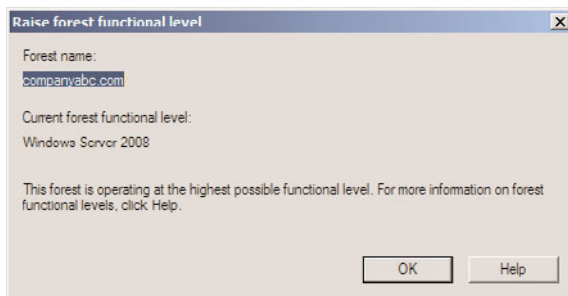 Raise forest functional level
Forest name:
companyabc.com
Current forest functional level:
Windows Server 2008
This forest is operating at the highest possible functional level. For more information on forest
functional levels, click Help.
OK
Help